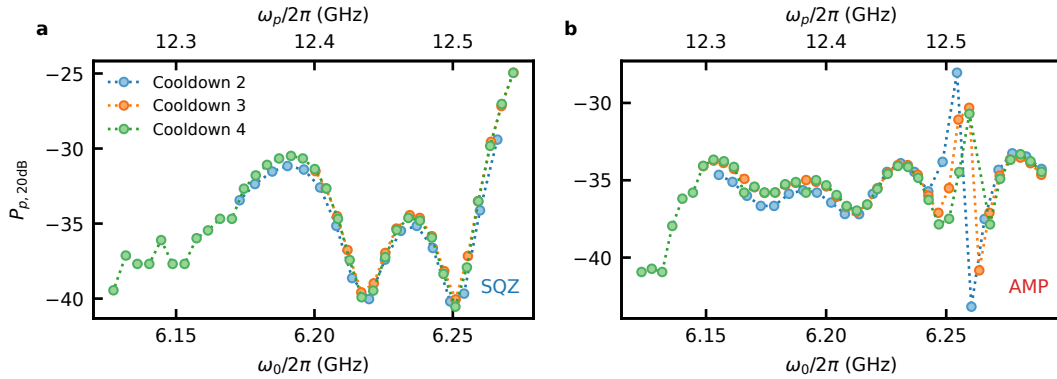 a
ω_p/2π (GHz)
12.3 12.4 12.5
P_{p, 20dB}
−25
−30
−35
−40
Cooldown 2
Cooldown 3
Cooldown 4
SQZ
6.15 6.20 6.25
ω_0/2π (GHz)
b
ω_p/2π (GHz)
12.3 12.4 12.5
−30
−35
−40
AMP
6.15 6.20 6.25
ω_0/2π (GHz)